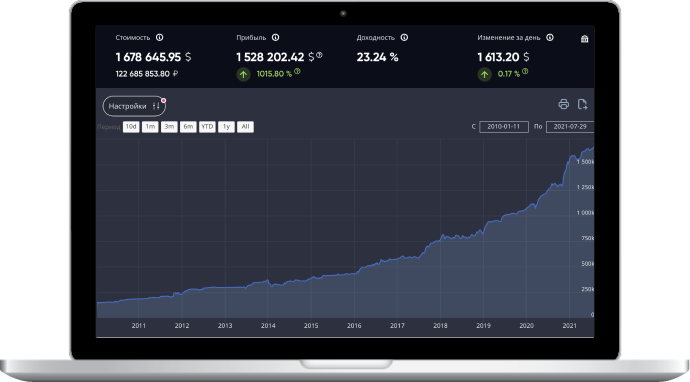 Стоимость
Прибыль
Доходность
Изменение за день
1 678 645.95 $
1 528 202.42 $
23.24 %
1 613.20 $
122 685 853.80 ₽
1015.80 %
0.17 %
Настройки
Период 10d 1m 3m 6m YTD 1y All
С 2010-01-11 По 2021-07-29
1 500k
1 250k
1 000k
750k
500k
250k
0
2011 2012 2013 2014 2015 2016 2017 2018 2019 2020 2021